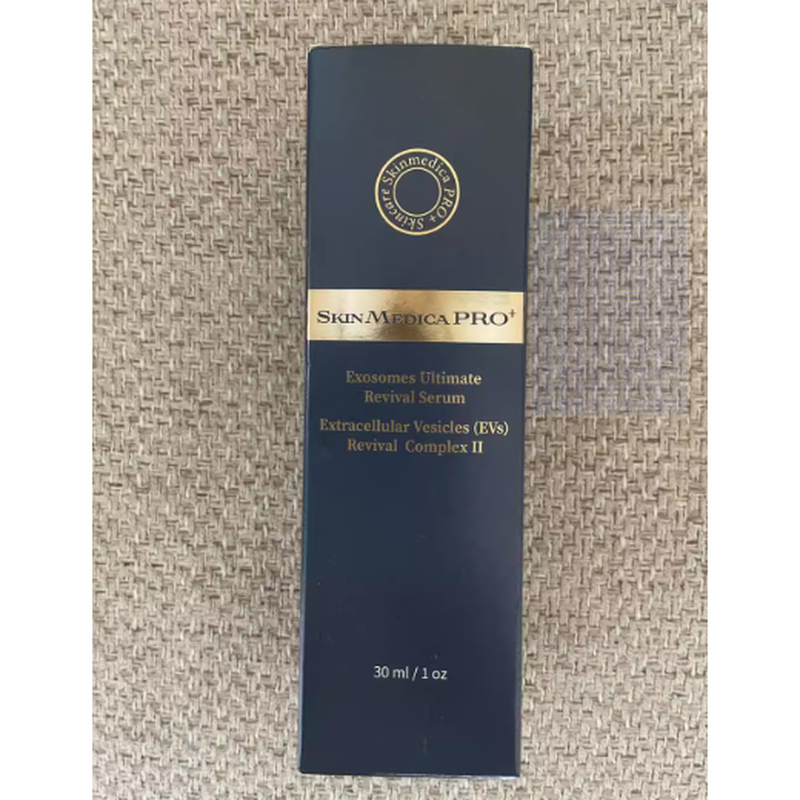 Skinmedica PRO+ Skincare
SKINMEDICA PRO+
Exosomes Ultimate
Revival Serum
Extracellular Vesicles (EVs)
Revival Complex II
30 ml / 1 oz